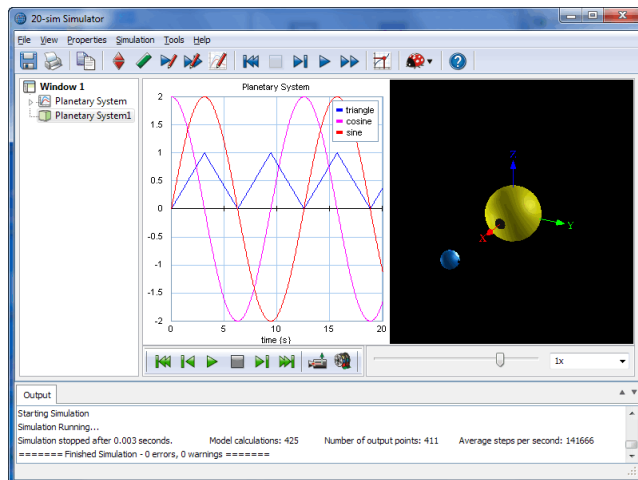 20-sim Simulator
File View Properties Simulation Tools Help
Window 1
Planetary System
Planetary System1
Planetary System
triangle
cosine
sine
2
1.5
1
0.5
0
-0.5
-1
-1.5
-2
0 5 10 15 20
time {s}
Z
Y
X
1x
Output
Starting Simulation
Simulation Running...
Simulation stopped after 0.003 seconds. Model calculations: 425 Number of output points: 411 Average steps per second: 141666
======= Finished Simulation - 0 errors, 0 warnings =======